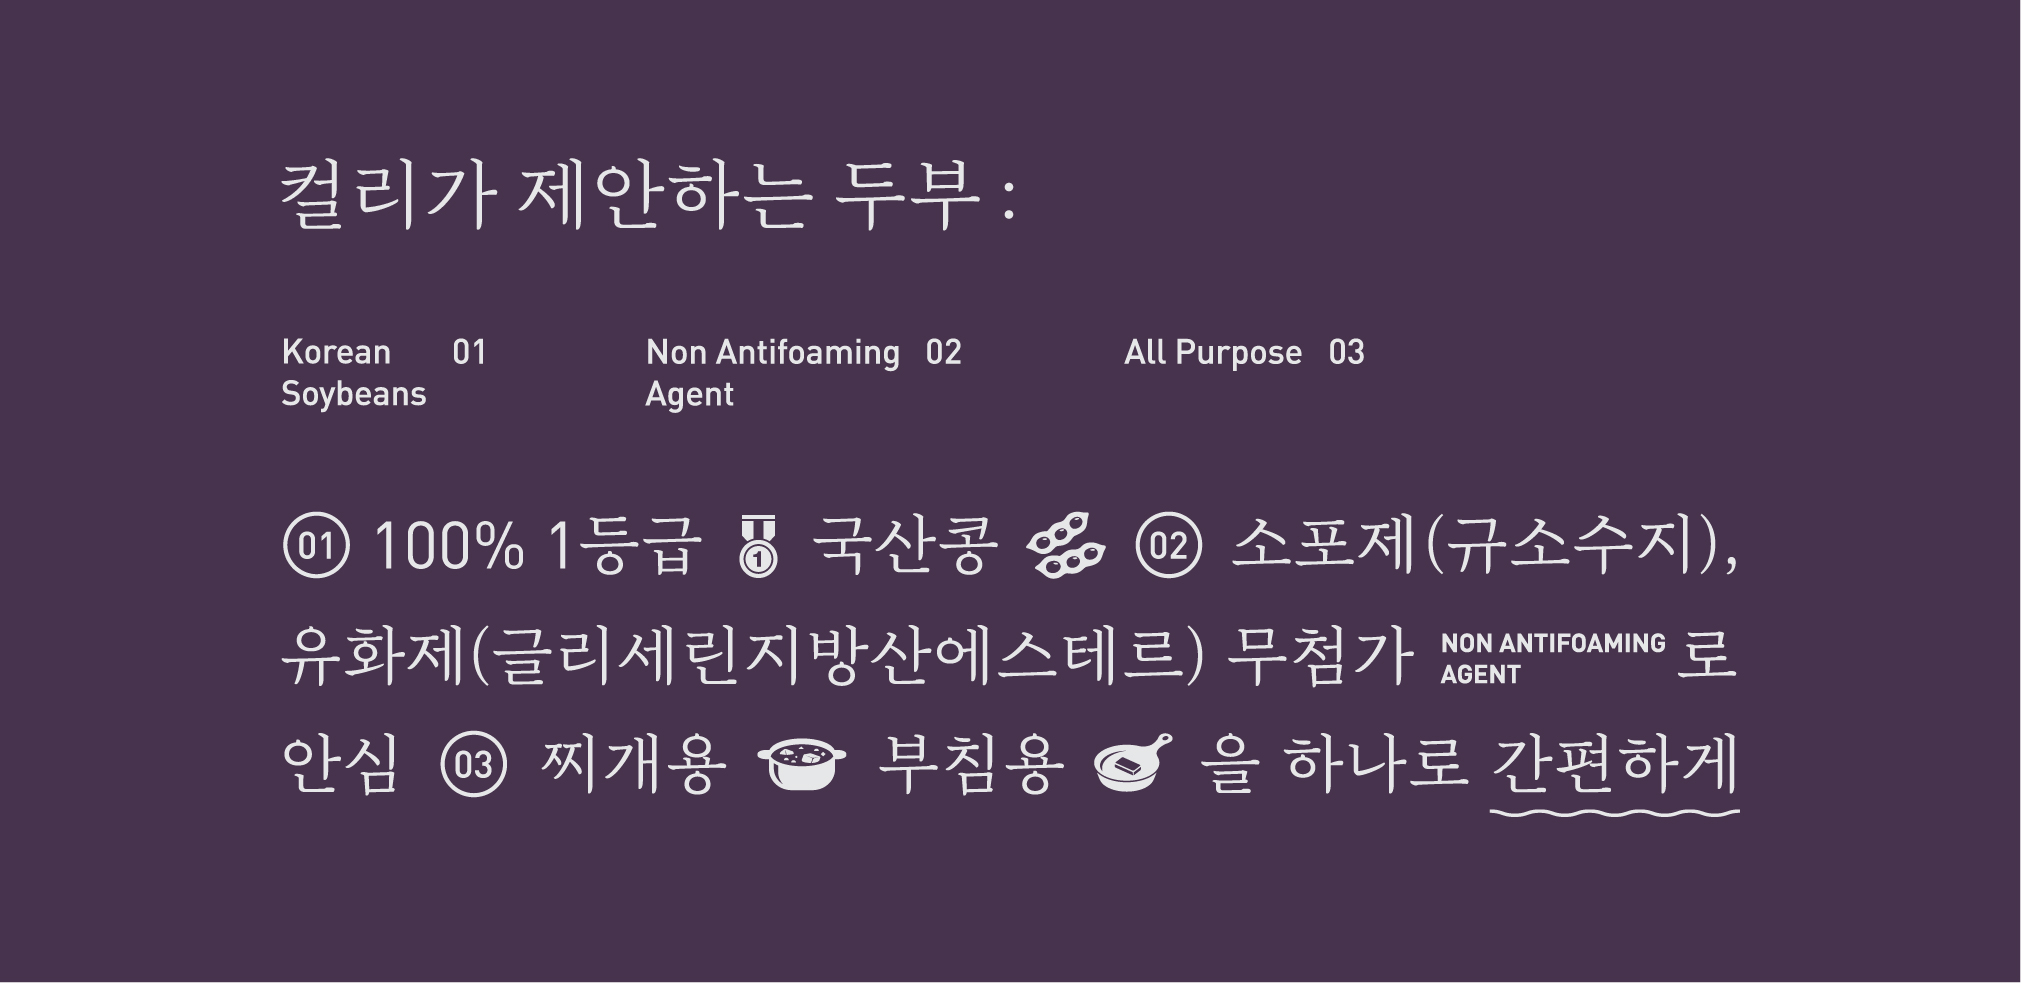 컬리가 제안하는 두부 :
Korean 01
Soybeans
Non Antifoaming 02
Agent
All Purpose 03
01 100% 1등급 1 국산콩 02 소포제(규소수지),
유화제(글리세린지방산에스테르) 무첨가 NON ANTIFOAMING AGENT 로
안심 03 찌개용 부침용 을 하나로 간편하게